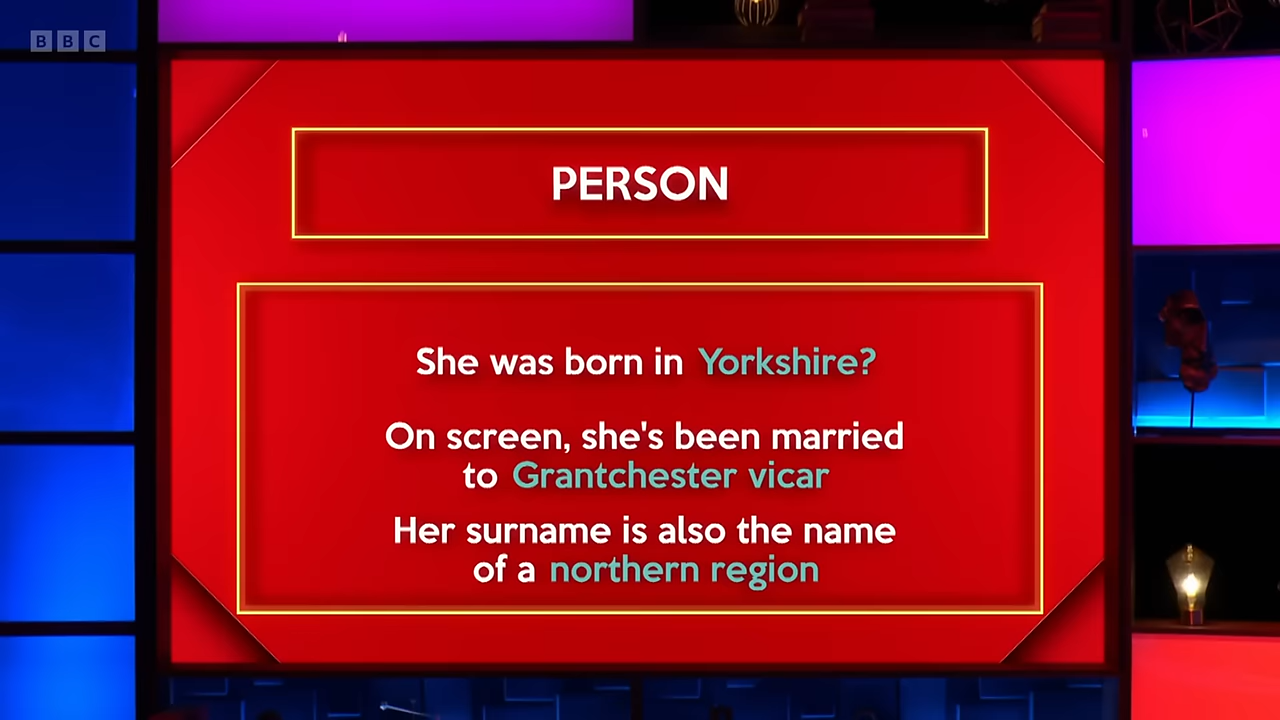 BBC
PERSON
She was born in Yorkshire?
On screen, she's been married
to Grantchester vicar
Her surname is also the name
of a northern region